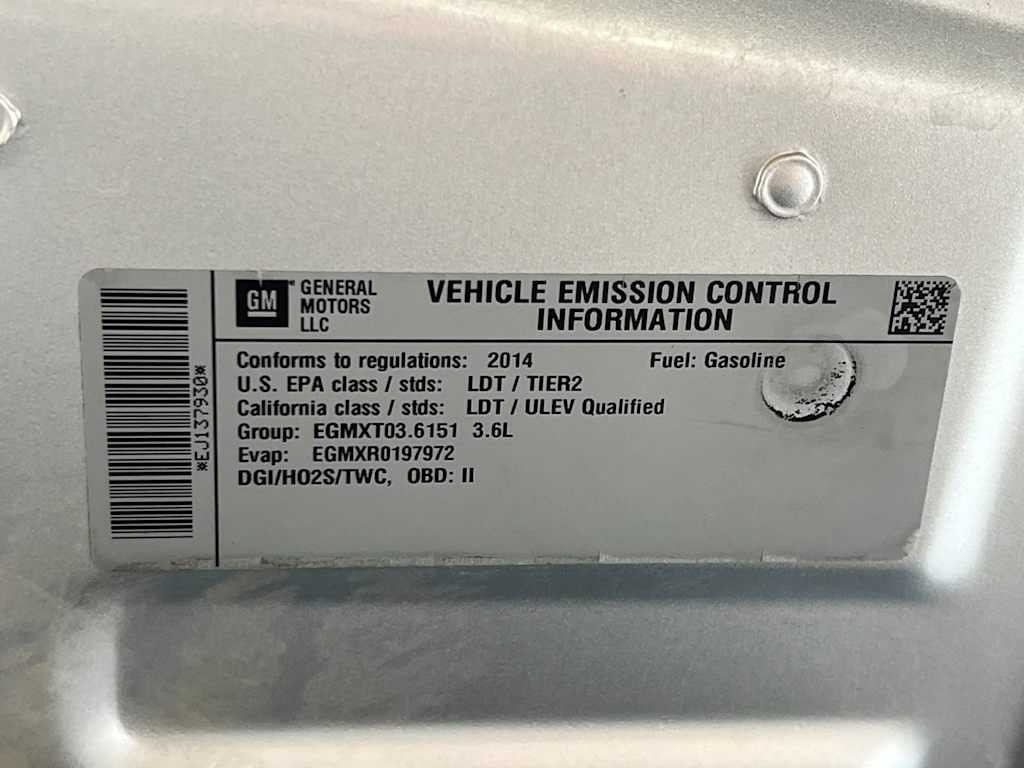 GM
GENERAL
MOTORS
LLC
VEHICLE EMISSION CONTROL
INFORMATION
*EJ137930*
Conforms to regulations: 2014 Fuel: Gasoline
U.S. EPA class / stds: LDT / TIER2
California class / stds: LDT / ULEV Qualified
Group: EGMXT03.6151 3.6L
Evap: EGMXR0197972
DGI/HO2S/TWC, OBD: II